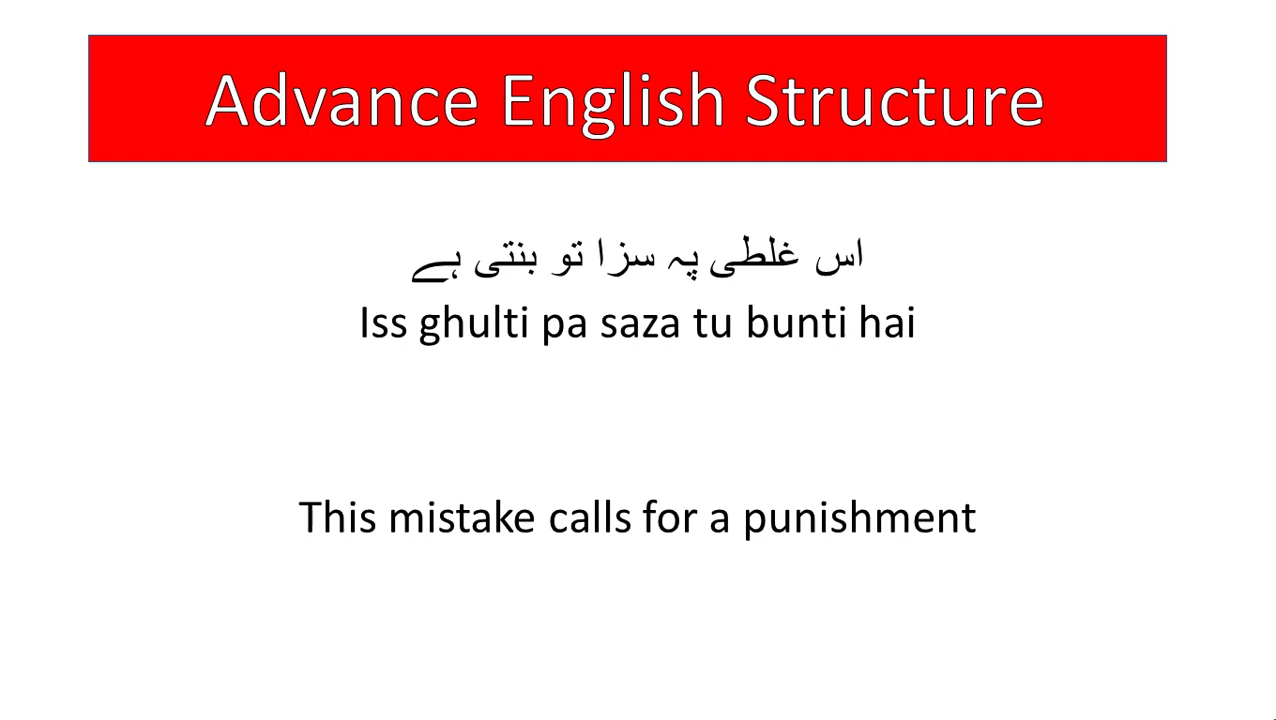 Advance English Structure
اس غلطی پہ سزا تو بنتی ہے
Iss ghulti pa saza tu bunti hai
This mistake calls for a punishment